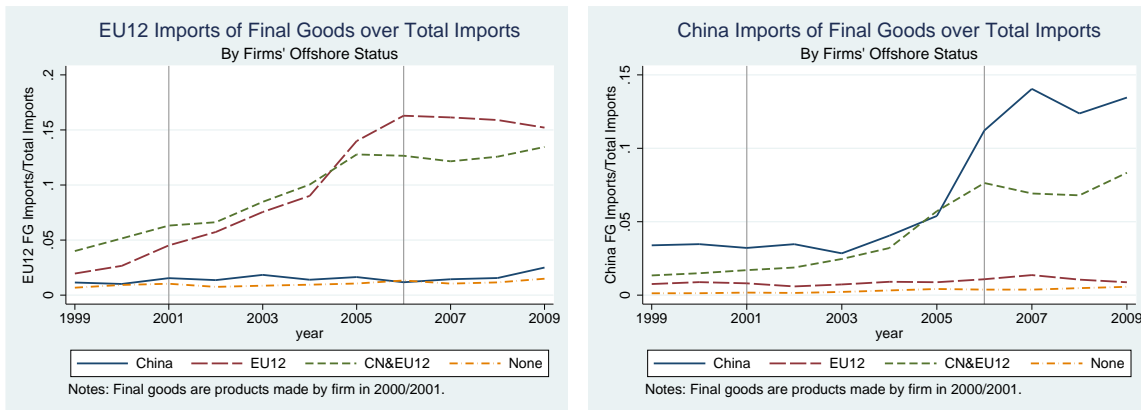 EU12 Imports of Final Goods over Total Imports
By Firms' Offshore Status
EU12 FG Imports/Total Imports
0 .05 .1 .15 .2
1999 2001 2003 2005 2007 2009
year
China EU12 CN&EU12 None
Notes: Final goods are products made by firm in 2000/2001.
China Imports of Final Goods over Total Imports
By Firms' Offshore Status
China FG Imports/Total Imports
0 .05 .1 .15
1999 2001 2003 2005 2007 2009
year
China EU12 CN&EU12 None
Notes: Final goods are products made by firm in 2000/2001.